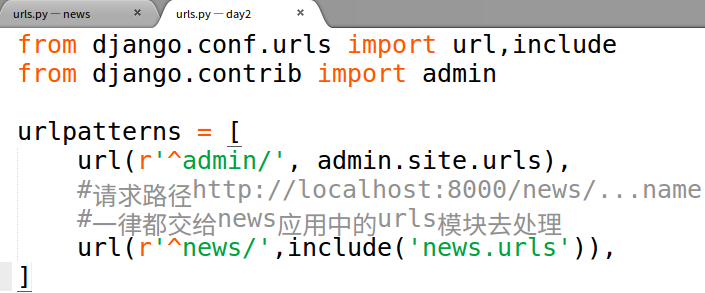 urls.py — news × urls.py — day2 ×
from django.conf.urls import url,include
from django.contrib import admin
urlpatterns = [
url(r'^admin/', admin.site.urls),
#请求路径http://localhost:8000/news/...name
#一律都交给news应用中的urls模块去处理
url(r'^news/',include('news.urls')),
]